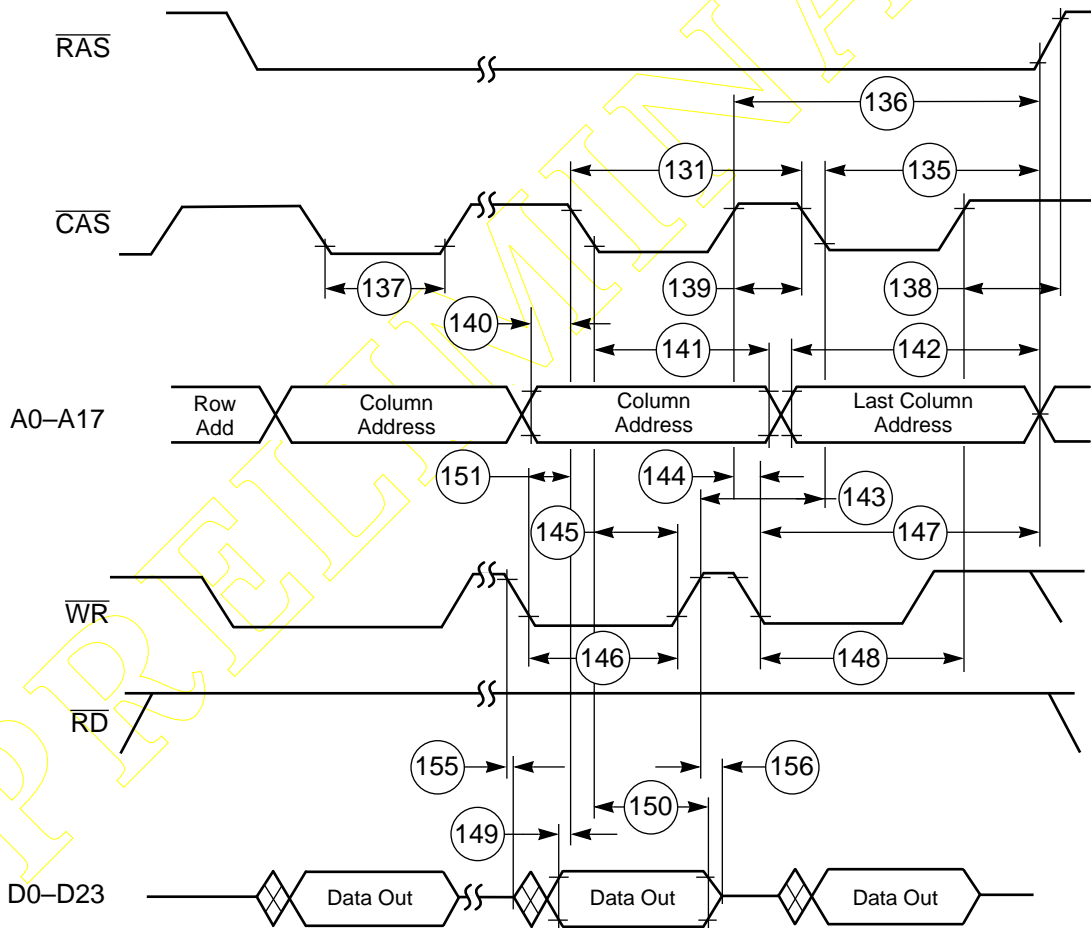 RAS
136
131
135
CAS
137
139
138
140
141
142
A0–A17
Row Add
Column Address
Column Address
Last Column Address
151
144
143
145
147
WR
146
148
RD
155
156
150
149
D0–D23
Data Out
Data Out
Data Out
PRELIMINA